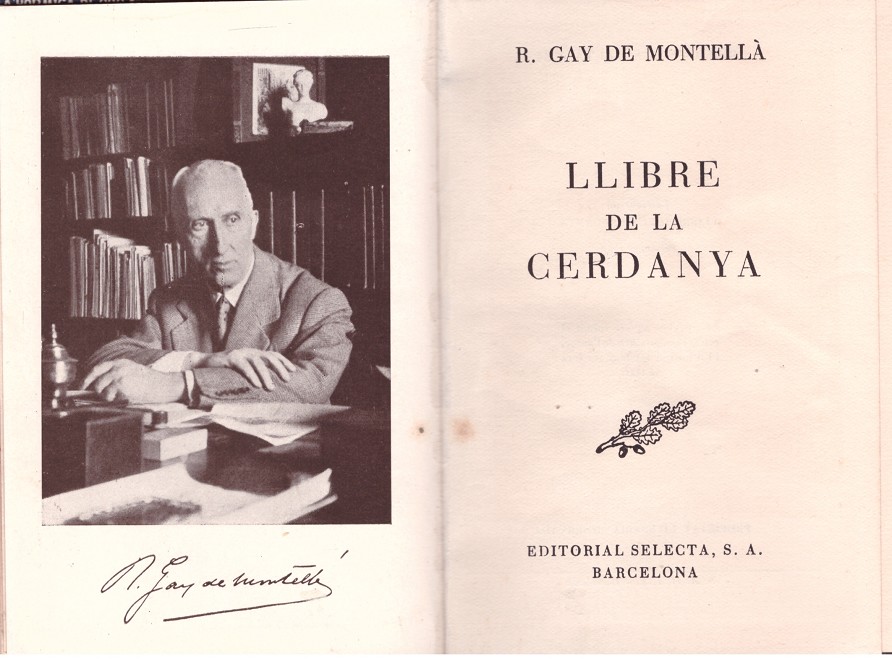 R. Gay de Montellà
R. GAY DE MONTELLÀ
LLIBRE
DE LA
CERDANYA
EDITORIAL SELECTA, S. A.
BARCELONA